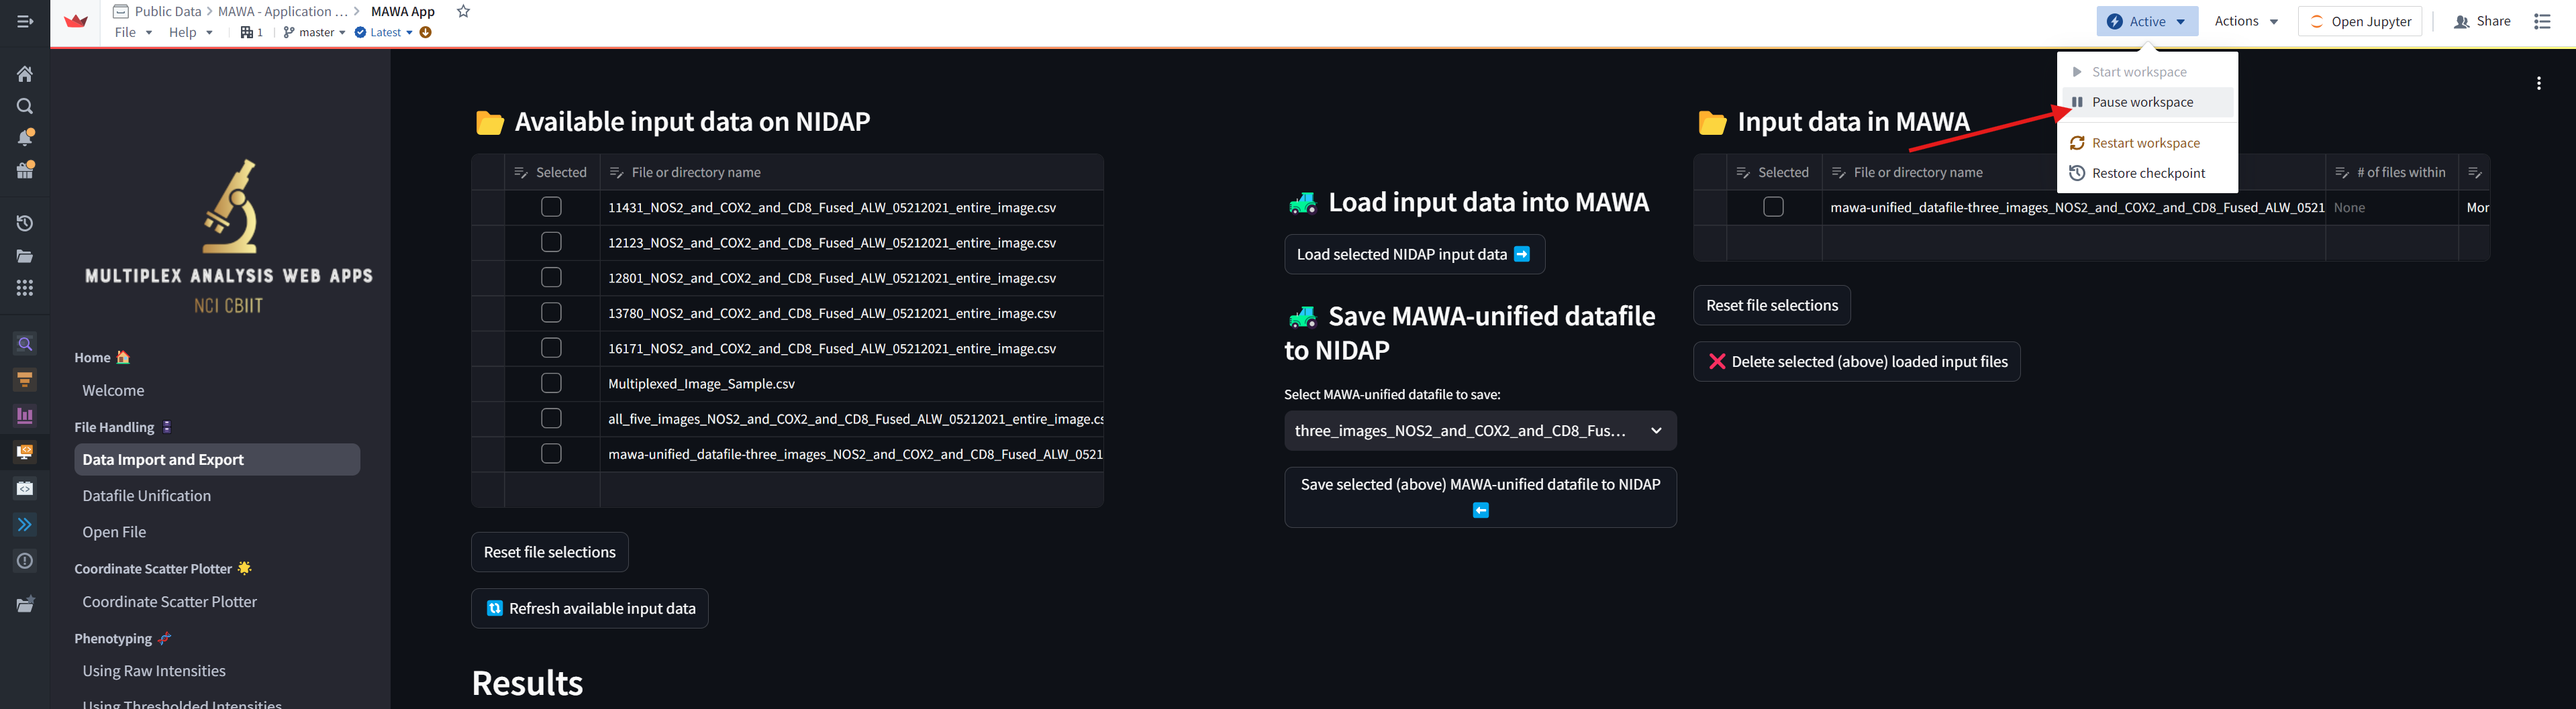 Public Data > MAWA - Application ... > MAWA App
File Help 1 master Latest
Active Actions Open Jupyter Share
Start workspace
Pause workspace
Restart workspace
Restore checkpoint
MULTIPLEX ANALYSIS WEB APPS
NCI CBIIT
Home
Welcome
File Handling
Data Import and Export
Datafile Unification
Open File
Coordinate Scatter Plotter
Coordinate Scatter Plotter
Phenotyping
Using Raw Intensities
Using Thresholded Intensities
Available input data on NIDAP
Selected File or directory name
11431_NOS2_and_COX2_and_CD8_Fused_ALW_05212021_entire_image.csv
12123_NOS2_and_COX2_and_CD8_Fused_ALW_05212021_entire_image.csv
12801_NOS2_and_COX2_and_CD8_Fused_ALW_05212021_entire_image.csv
13780_NOS2_and_COX2_and_CD8_Fused_ALW_05212021_entire_image.csv
16171_NOS2_and_COX2_and_CD8_Fused_ALW_05212021_entire_image.csv
Multiplexed_Image_Sample.csv
all_five_images_NOS2_and_COX2_and_CD8_Fused_ALW_05212021_entire_image.cs
mawa-unified_datafile-three_images_NOS2_and_COX2_and_CD8_Fused_ALW_0521
Reset file selections
Refresh available input data
Results
Load input data into MAWA
Load selected NIDAP input data
Save MAWA-unified datafile
to NIDAP
Select MAWA-unified datafile to save:
three_images_NOS2_and_COX2_and_CD8_Fus...
Save selected (above) MAWA-unified datafile to NIDAP
Input data in MAWA
Selected File or directory name # of files within
mawa-unified_datafile-three_images_NOS2_and_COX2_and_CD8_Fused_ALW_0521 None Mor
Reset file selections
Delete selected (above) loaded input files